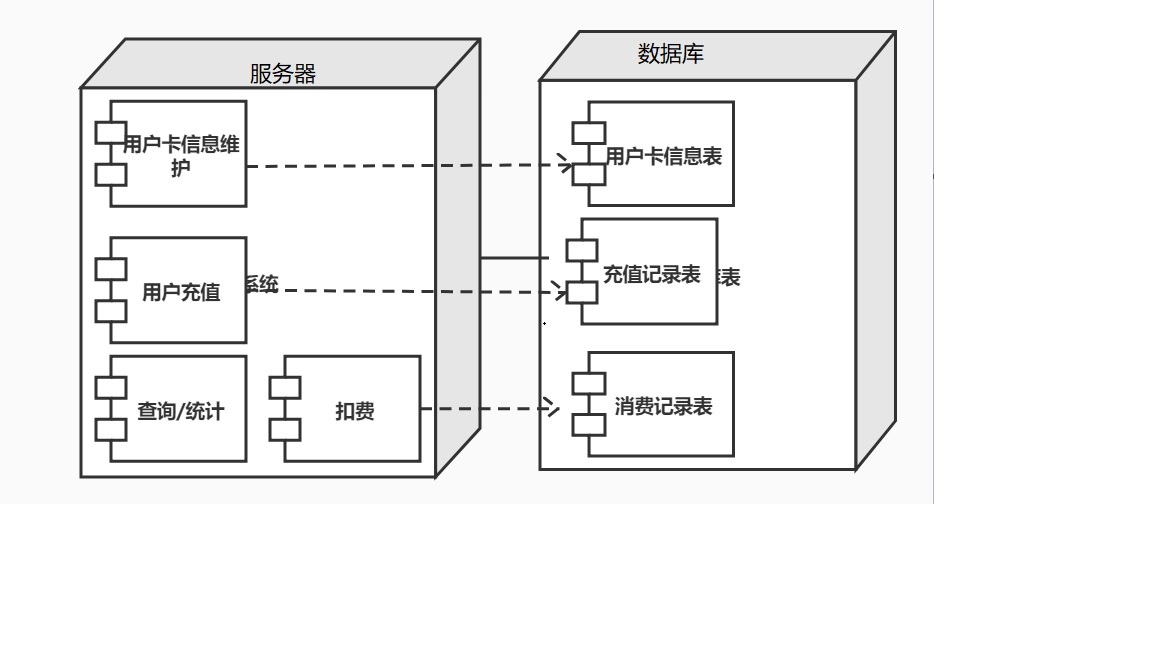 服务器
数据库
用户卡信息维
护
用户卡信息表
用户充值
系统
充值记录表
表
查询/统计
扣费
消费记录表